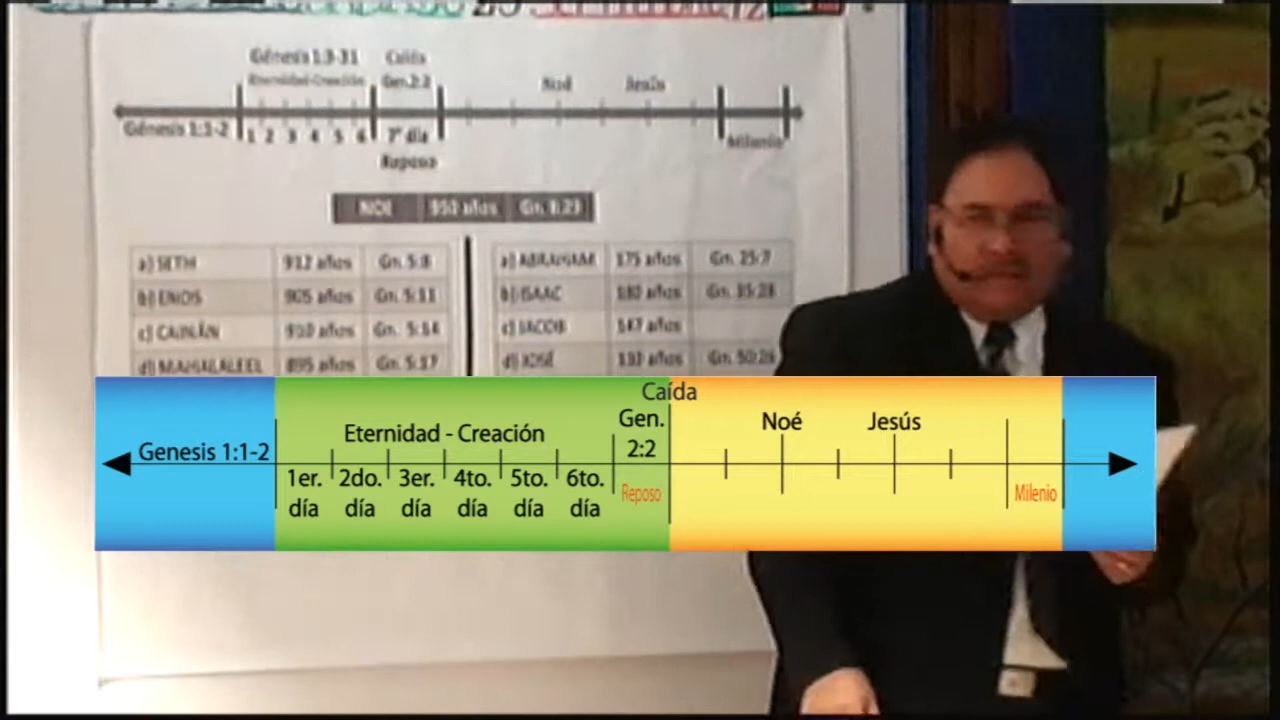 Génesis 1:3-31 Caída
Eternidad-Creación Gen. 2:2 Noé Jesús
Génesis 1:1-2 1 2 3 4 5 6 7º día Milenio
Reposo
NOE 950 años
a) SETH 912 años Gn. 5:8 a) ABRAHAM 175 años Gn. 25:7
b) ENOS 905 años Gn. 5:11 b) ISAAC 180 años Gn. 35:28
c) CAINÁN 910 años Gn. 5:14 c) JACOB 147 años
d) MAHALALEEL 895 años Gn. 5:17 d) JOSÉ 110 años Gn. 50:26
Caída
Gen.
2:2
Noé Jesús
Eternidad - Creación
Genesis 1:1-2
1er. 2do. 3er. 4to. 5to. 6to.
día día día día día día
Reposo
Milenio